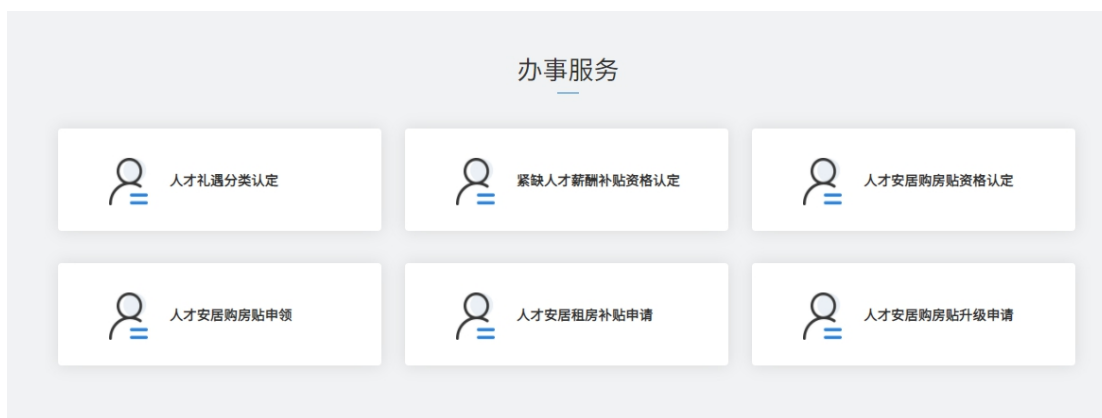 办事服务
人才礼遇分类认定
紧缺人才薪酬补贴资格认定
人才安居购房贴资格认定
人才安居购房贴申领
人才安居租房补贴申请
人才安居购房贴升级申请